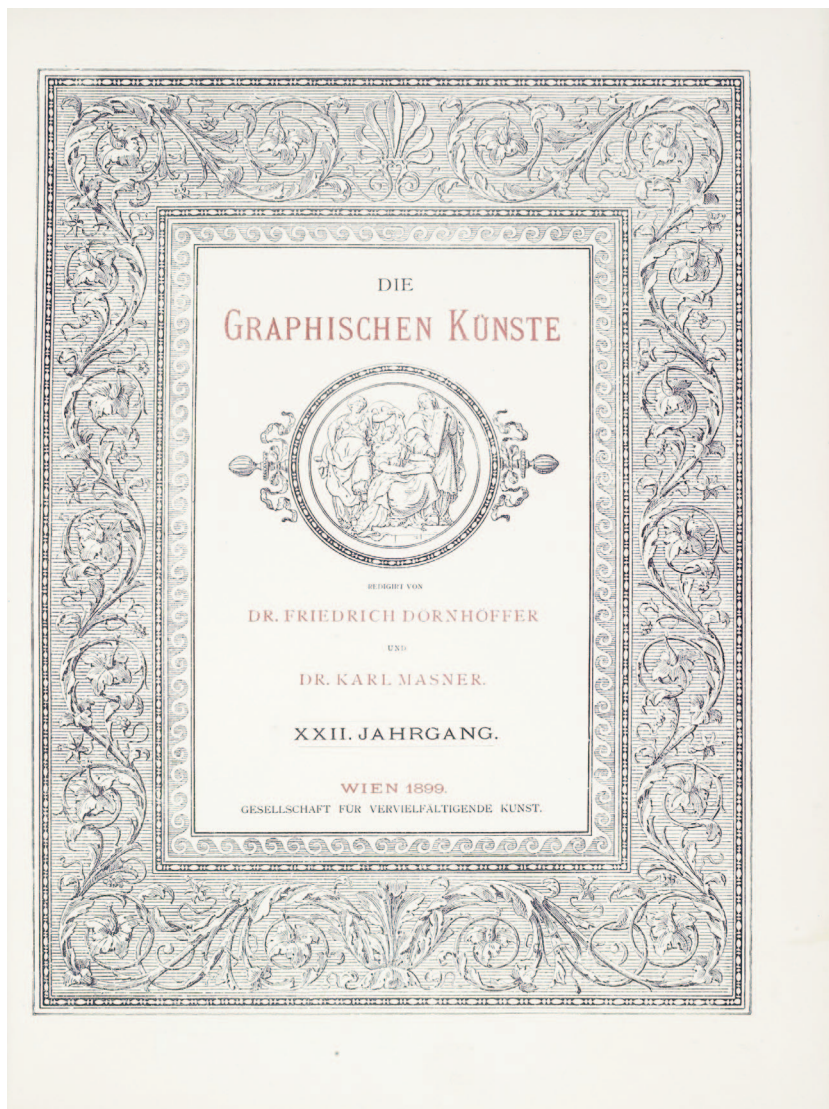 DIE
GRAPHISCHEN KÜNSTE
REDIGIRT VON
DR. FRIEDRICH DÖRNHÖFFER
UND
DR. KARL MASNER.
XXII. JAHRGANG.
WIEN 1899.
GESELLSCHAFT FÜR VERVIELFÄLTIGENDE KUNST.